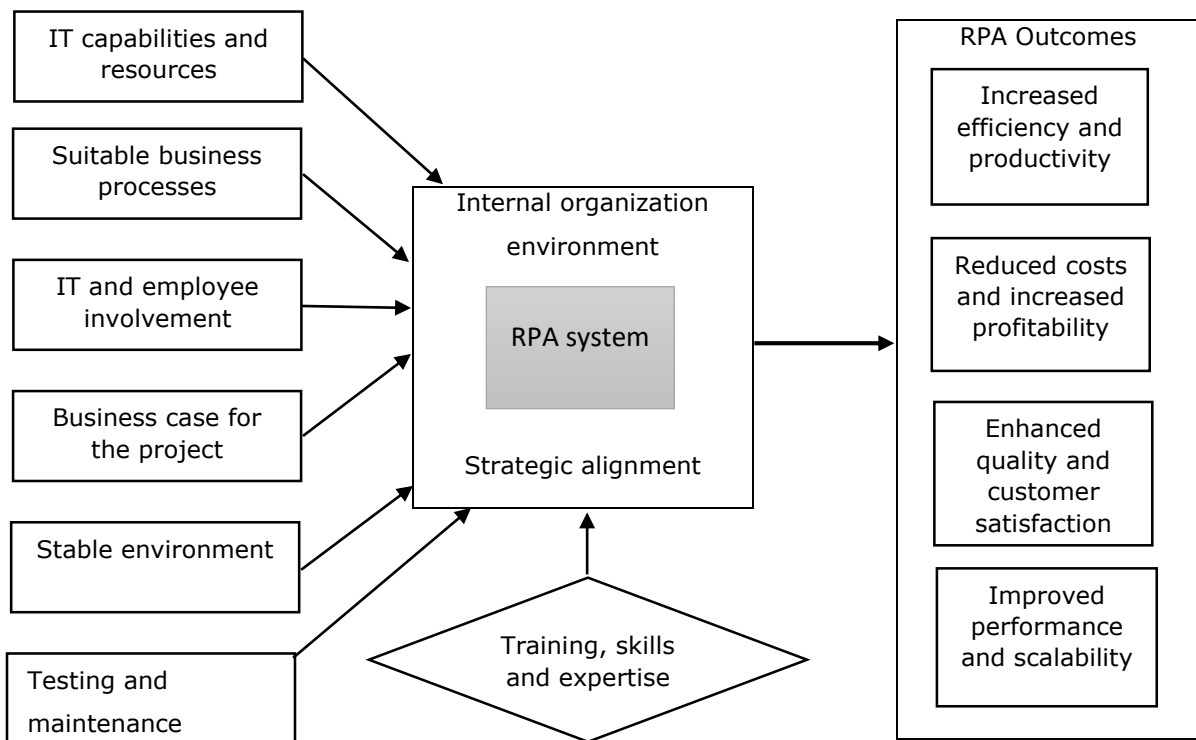 IT capabilities and
resources
Suitable business
processes
IT and employee
involvement
Business case for
the project
Stable environment
Testing and
maintenance
Internal organization
environment
RPA system
Strategic alignment
Training, skills
and expertise
RPA Outcomes
Increased
efficiency and
productivity
Reduced costs
and increased
profitability
Enhanced
quality and
customer
satisfaction
Improved
performance
and scalability